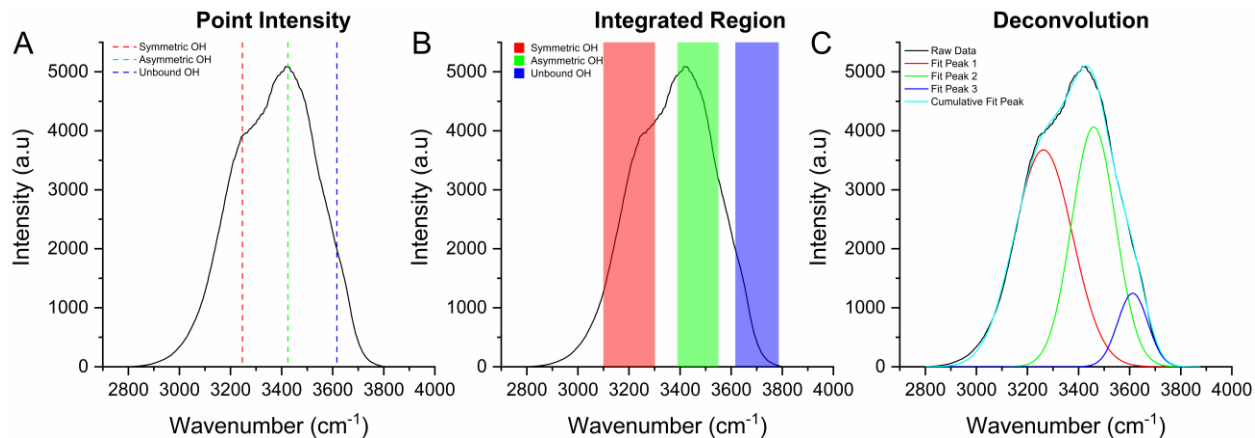 Point Intensity
A
Symmetric OH
Asymmetric OH
Unbound OH
5000
4000
3000
2000
1000
0
Intensity (a.u)
2800 3000 3200 3400 3600 3800 4000
Wavenumber (cm⁻¹)
Integrated Region
B
Symmetric OH
Asymmetric OH
Unbound OH
5000
4000
3000
2000
1000
0
Intensity (a.u)
2800 3000 3200 3400 3600 3800 4000
Wavenumber (cm⁻¹)
Deconvolution
C
Raw Data
Fit Peak 1
Fit Peak 2
Fit Peak 3
Cumulative Fit Peak
5000
4000
3000
2000
1000
0
Intensity (a.u)
2800 3000 3200 3400 3600 3800 4000
Wavenumber (cm⁻¹)